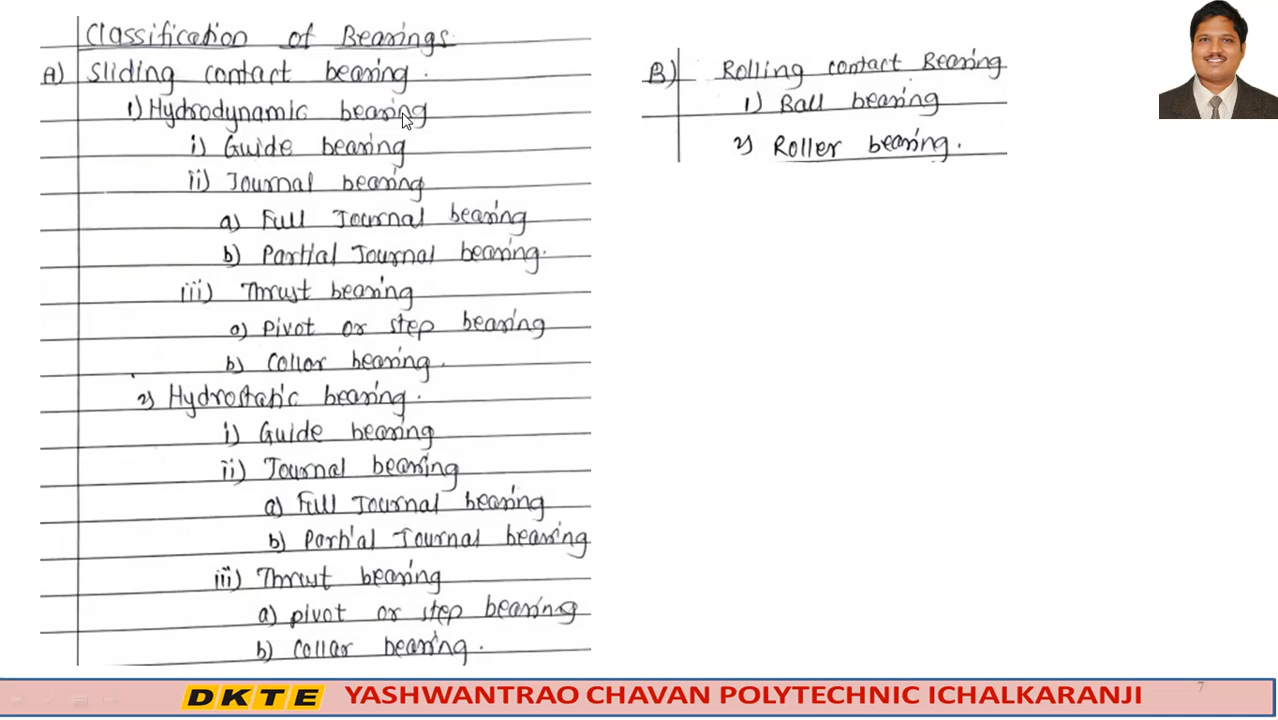 Classification of Bearings
A) Sliding contact bearing.
1) Hydrodynamic bearing
i) Guide bearing
ii) Journal bearing
a) Full Journal bearing
b) Partial Journal bearing.
iii) Thrust bearing
a) Pivot or step bearing
b) Collar bearing.
2) Hydrostatic bearing.
i) Guide bearing
ii) Journal bearing
a) Full Journal bearing
b) Partial Journal bearing
iii) Thrust bearing
a) pivot or step bearing
b) collar bearing.
B) Rolling contact Bearing
1) Ball bearing
2) Roller bearing.
7
DKTE YASHWANTRAO CHAVAN POLYTECHNIC ICHALKARANJI